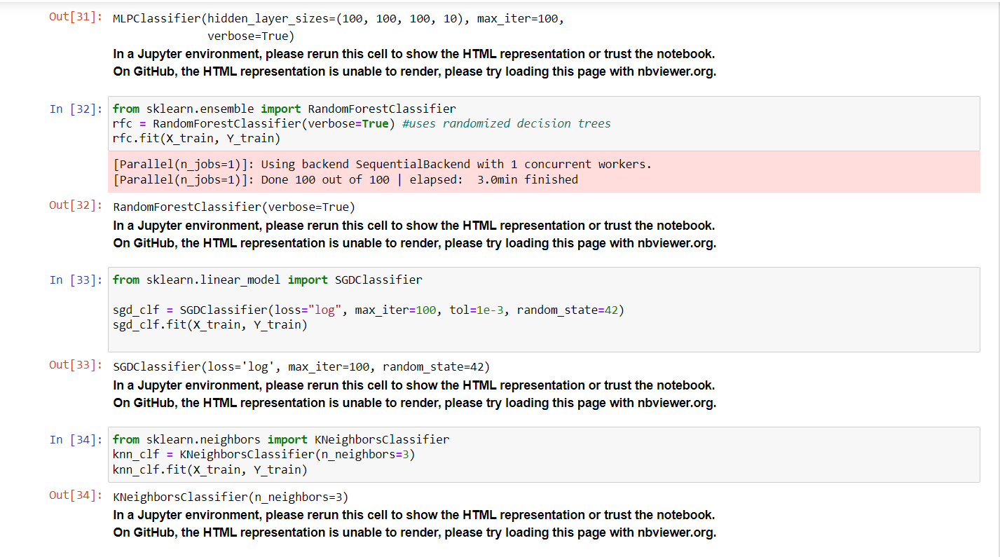 Out[31]: MLPClassifier(hidden_layer_sizes=(100, 100, 100, 10), max_iter=100,
              verbose=True)
In a Jupyter environment, please rerun this cell to show the HTML representation or trust the notebook.
On GitHub, the HTML representation is unable to render, please try loading this page with nbviewer.org.
In [32]: from sklearn.ensemble import RandomForestClassifier
rfc = RandomForestClassifier(verbose=True) #uses randomized decision trees
rfc.fit(X_train, Y_train)
[Parallel(n_jobs=1)]: Using backend SequentialBackend with 1 concurrent workers.
[Parallel(n_jobs=1)]: Done 100 out of 100 | elapsed:  3.0min finished
Out[32]: RandomForestClassifier(verbose=True)
In a Jupyter environment, please rerun this cell to show the HTML representation or trust the notebook.
On GitHub, the HTML representation is unable to render, please try loading this page with nbviewer.org.
In [33]: from sklearn.linear_model import SGDClassifier
sgd_clf = SGDClassifier(loss="log", max_iter=100, tol=1e-3, random_state=42)
sgd_clf.fit(X_train, Y_train)
Out[33]: SGDClassifier(loss='log', max_iter=100, random_state=42)
In a Jupyter environment, please rerun this cell to show the HTML representation or trust the notebook.
On GitHub, the HTML representation is unable to render, please try loading this page with nbviewer.org.
In [34]: from sklearn.neighbors import KNeighborsClassifier
knn_clf = KNeighborsClassifier(n_neighbors=3)
knn_clf.fit(X_train, Y_train)
Out[34]: KNeighborsClassifier(n_neighbors=3)
In a Jupyter environment, please rerun this cell to show the HTML representation or trust the notebook.
On GitHub, the HTML representation is unable to render, please try loading this page with nbviewer.org.